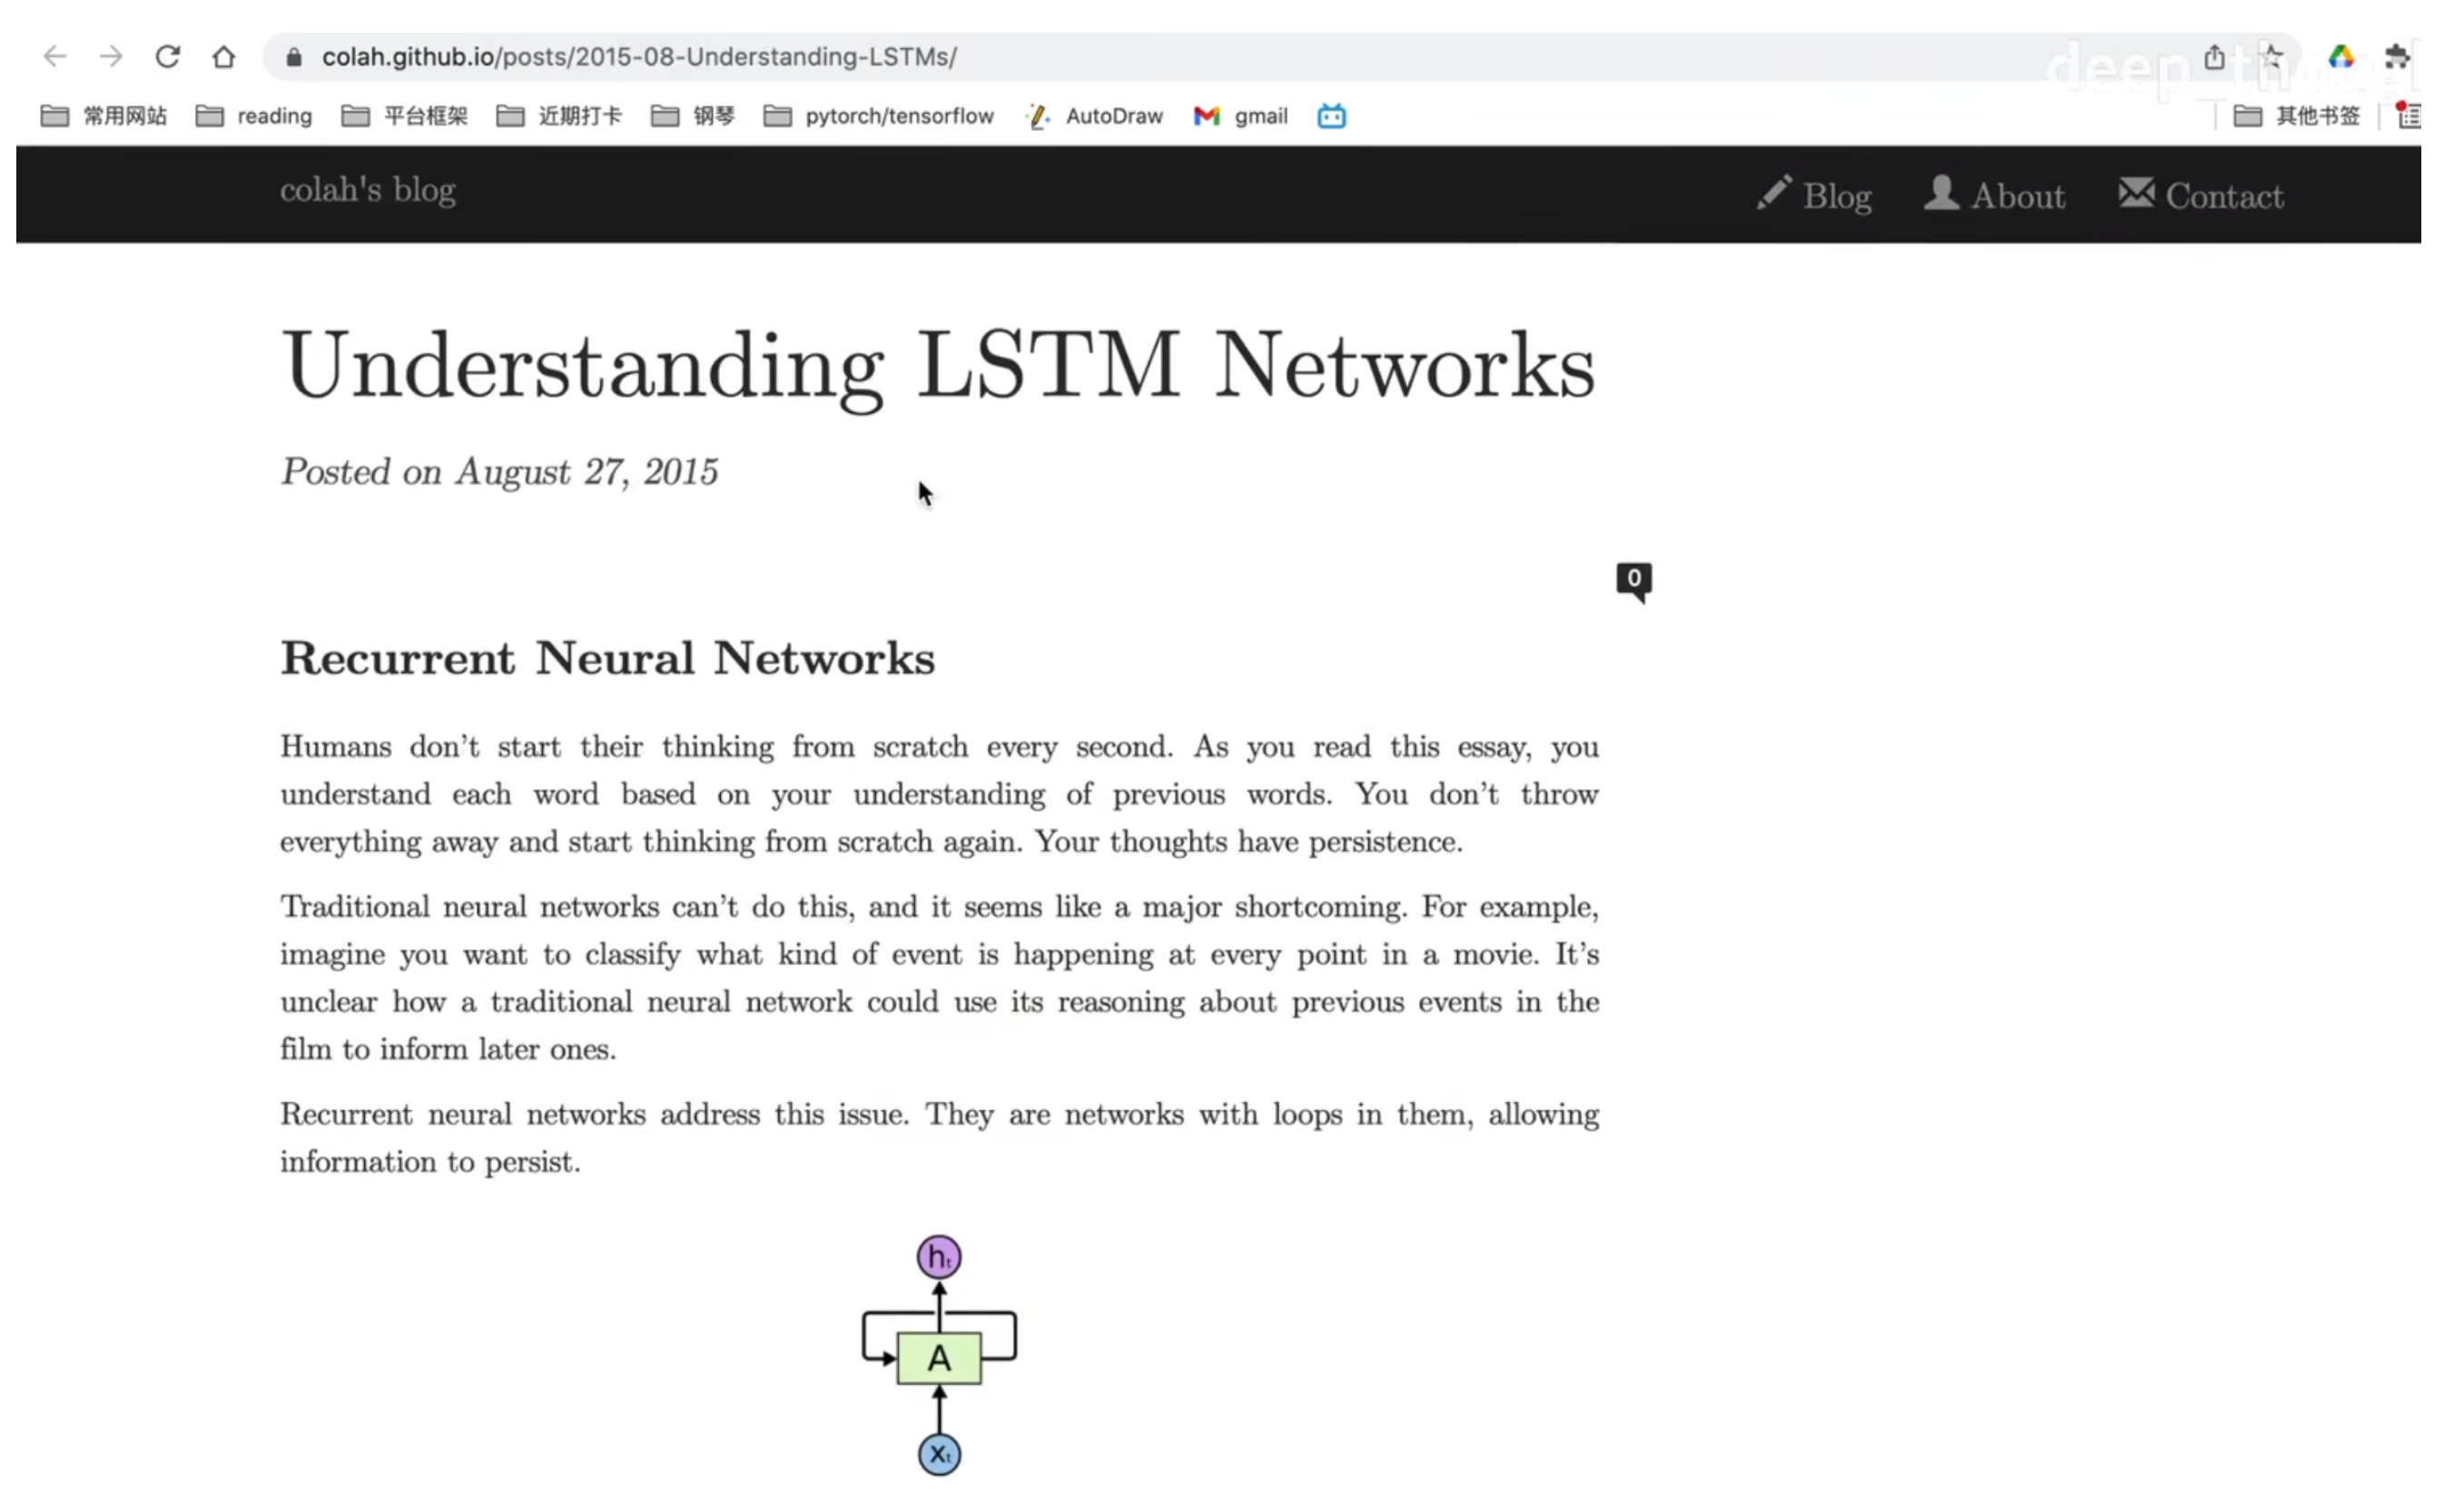 colah.github.io/posts/2015-08-Understanding-LSTMs/
常用网站 reading 平台框架 近期打卡 钢琴 pytorch/tensorflow AutoDraw gmail 其他书签
colah's blog Blog About Contact
Understanding LSTM Networks
Posted on August 27, 2015
0
Recurrent Neural Networks
Humans don’t start their thinking from scratch every second. As you read this essay, you
understand each word based on your understanding of previous words. You don’t throw
everything away and start thinking from scratch again. Your thoughts have persistence.
Traditional neural networks can’t do this, and it seems like a major shortcoming. For example,
imagine you want to classify what kind of event is happening at every point in a movie. It’s
unclear how a traditional neural network could use its reasoning about previous events in the
film to inform later ones.
Recurrent neural networks address this issue. They are networks with loops in them, allowing
information to persist.
hₜ
A
xₜ